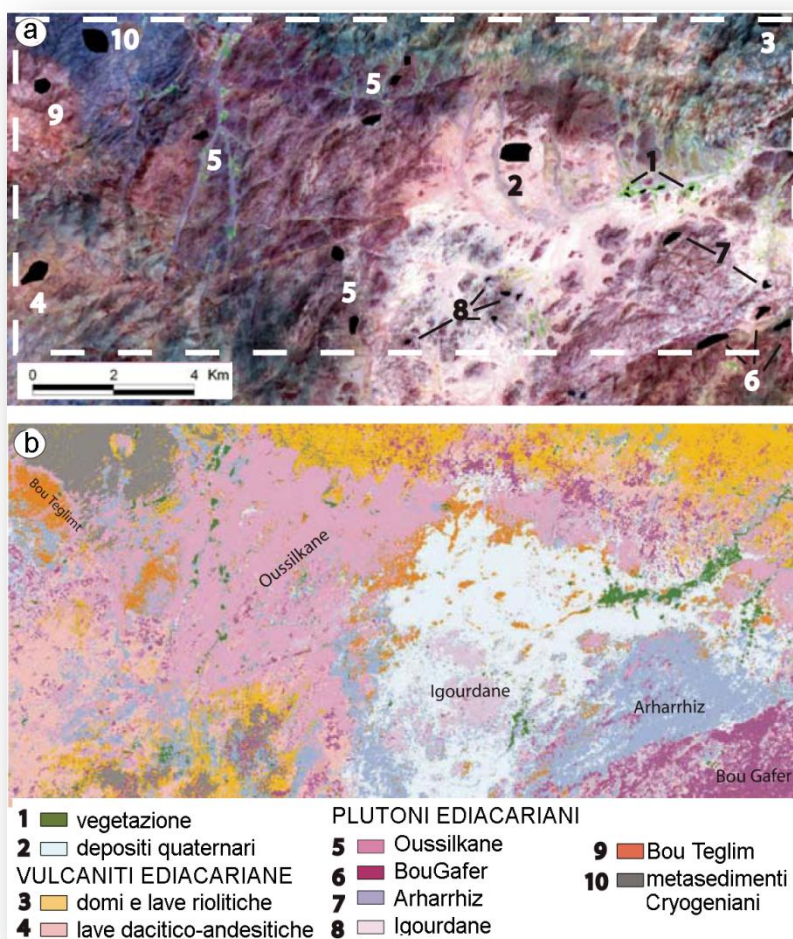 a
10
3
9
5
5
2
1
4
5
8
7
6
0 2 4 Km
b
Bou Teglimt
Oussilkane
Igourdane
Arharrhiz
Bou Gafer
1 vegetazione
2 depositi quaternari
VULCANITI EDIACARIANE
3 domi e lave riolitiche
4 lave dacitico-andesitiche
PLUTONI EDIACARIANI
5 Oussilkane
6 BouGafer
7 Arharrhiz
8 Igourdane
9 Bou Teglim
10 metasedimenti
Cryogeniani